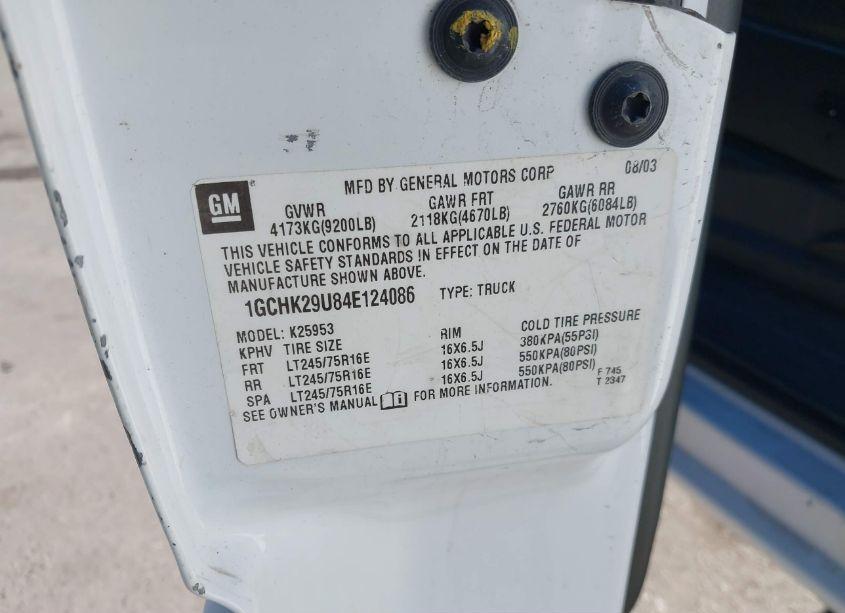 GM
MFD BY GENERAL MOTORS CORP 08/03
GVWR GAWR FRT GAWR RR
4173KG(9200LB) 2118KG(4670LB) 2760KG(6084LB)
THIS VEHICLE CONFORMS TO ALL APPLICABLE U.S. FEDERAL MOTOR
VEHICLE SAFETY STANDARDS IN EFFECT ON THE DATE OF
MANUFACTURE SHOWN ABOVE.
1GCHK29U84E124086 TYPE: TRUCK
MODEL: K25953
KPHV TIRE SIZE RIM COLD TIRE PRESSURE
FRT LT245/75R16E 16X6.5J 380KPA(55PSI)
RR LT245/75R16E 16X6.5J 550KPA(80PSI)
SPA LT245/75R16E 16X6.5J 550KPA(80PSI)
SEE OWNER'S MANUAL FOR MORE INFORMATION.
F 745
T 2347